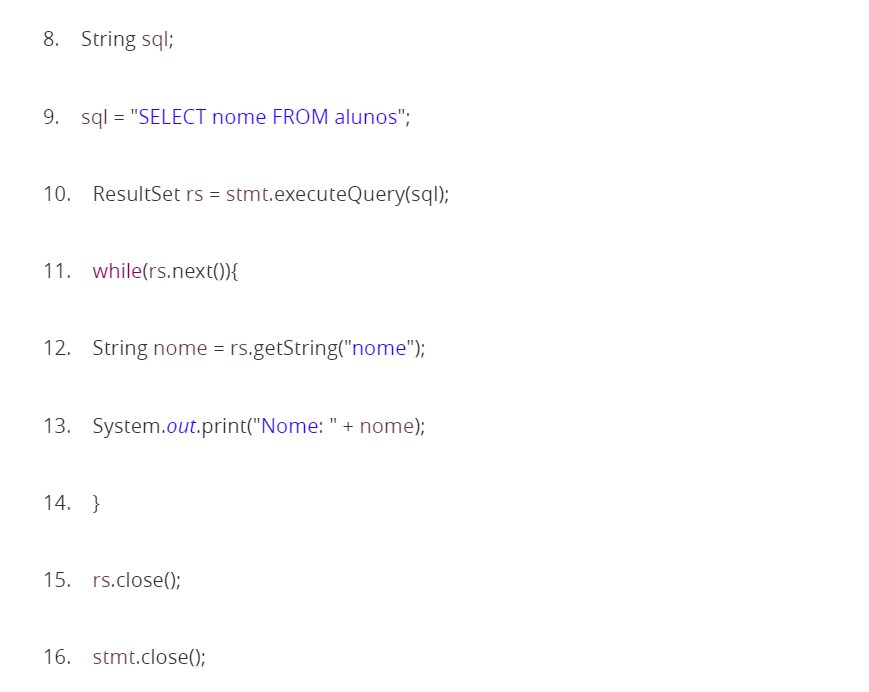 8. String sql;
9. sql = "SELECT nome FROM alunos";
10. ResultSet rs = stmt.executeQuery(sql);
11. while(rs.next()){
12. String nome = rs.getString("nome");
13. System.out.print("Nome: " + nome);
14. }
15. rs.close();
16. stmt.close();